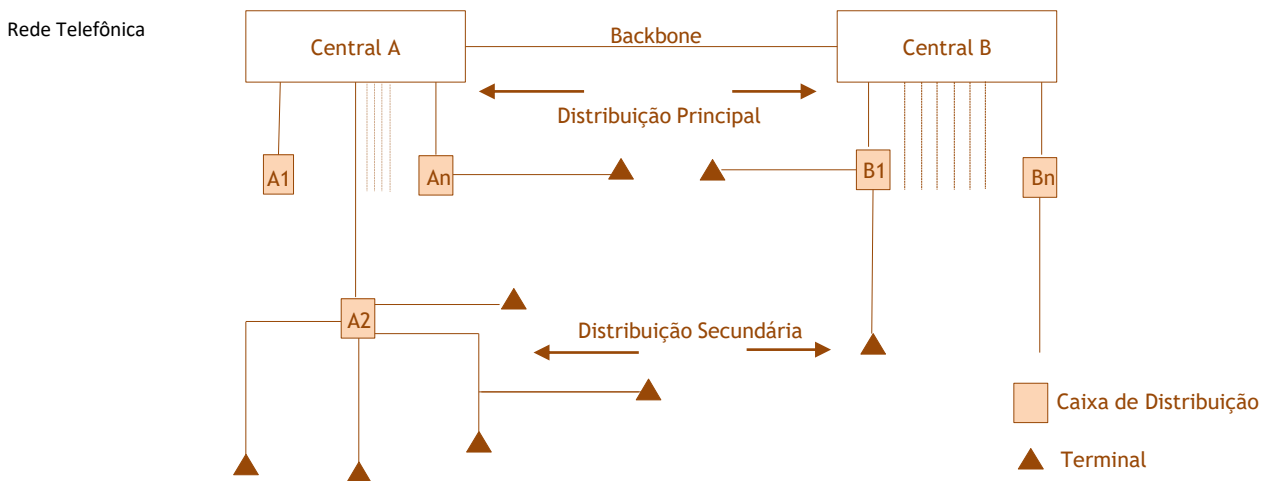 Rede Telefônica
Central A
Backbone
Central B
Distribuição Principal
A1
An
B1
Bn
A2
Distribuição Secundária
Caixa de Distribuição
Terminal